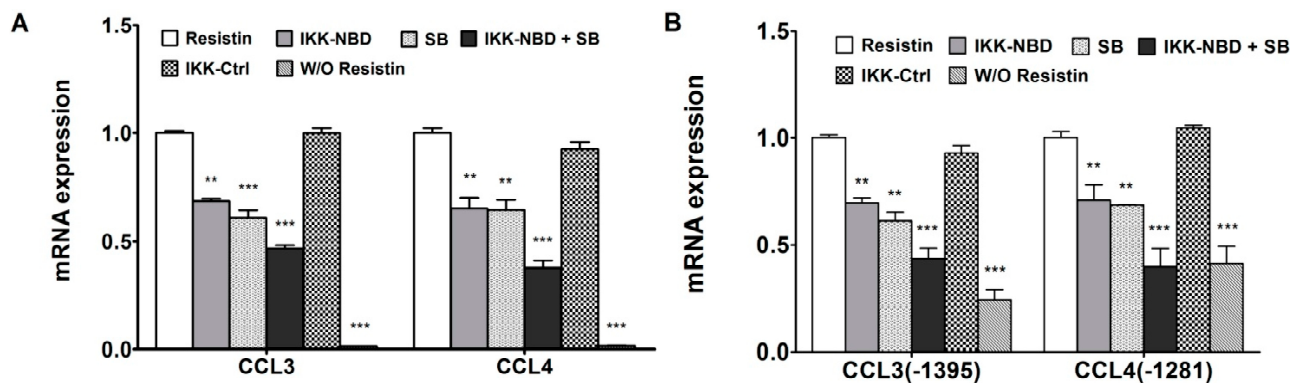 A
mRNA expression
1.5
1.0
0.5
0.0
Resistin IKK-NBD SB IKK-NBD + SB
IKK-Ctrl W/O Resistin
** *** *** ***
** ** *** ***
CCL3 CCL4
B
mRNA expression
1.5
1.0
0.5
0.0
Resistin IKK-NBD SB IKK-NBD + SB
IKK-Ctrl W/O Resistin
** ** *** ***
** ** *** ***
CCL3(-1395) CCL4(-1281)